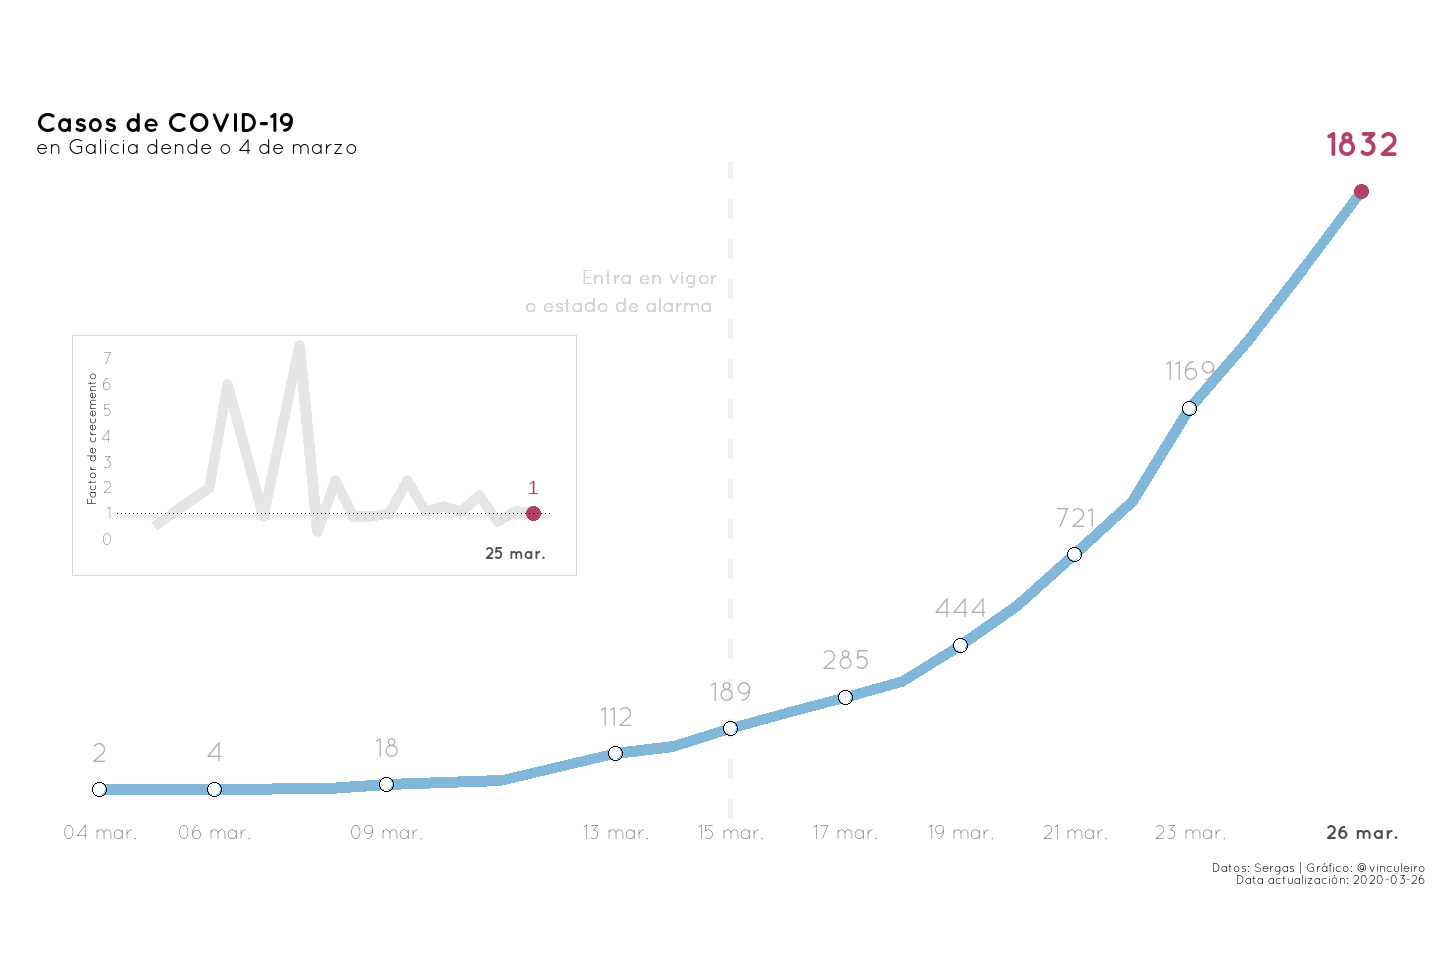 Casos de COVID-19
en Galicia dende o 4 de marzo
1832
Entra en vigor
o estado de alarma
Factor de crecemento
7
6
5
4
3
2
1
0
1
25 mar.
2
4
18
112
189
285
444
721
1169
04 mar.
06 mar.
09 mar.
13 mar.
15 mar.
17 mar.
19 mar.
21 mar.
23 mar.
26 mar.
Datos: Sergas | Gráfico: @vinculeiro
Data actualización: 2020-03-26